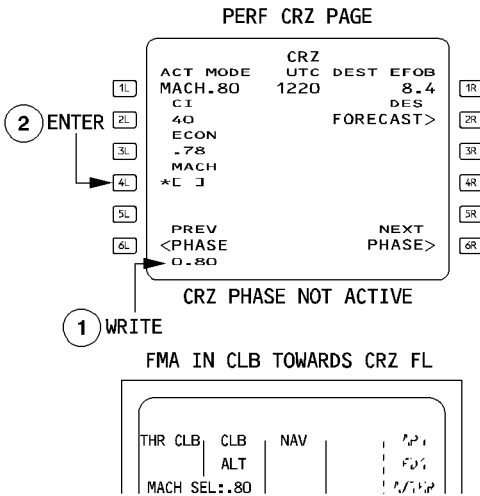 PERF CRZ PAGE
CRZ
ACT MODE UTC DEST EFOB
1L MACH.80 1220 8.4 1R
CI DES
2 ENTER 2L 40 FORECAST> 2R
ECON
3L .78 3R
MACH
4L *[ ] 4R
5L 5R
PREV NEXT
6L <PHASE PHASE> 6R
0.80
CRZ PHASE NOT ACTIVE
1 WRITE
FMA IN CLB TOWARDS CRZ FL
THR CLB CLB NAV AP1
ALT FD1
MACH SEL:.80 A/THR